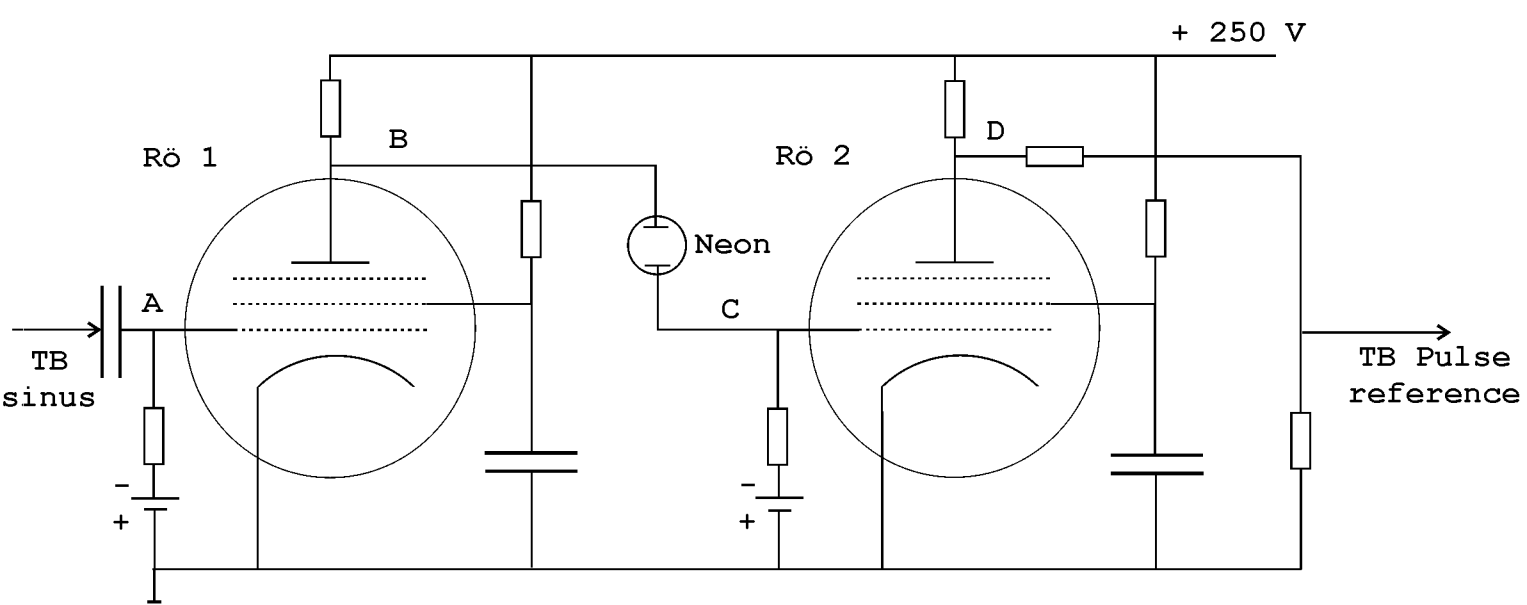 + 250 V
B
D
Rö 1
Rö 2
Neon
A
C
TB
sinus
TB Pulse
reference
-
+
-
+